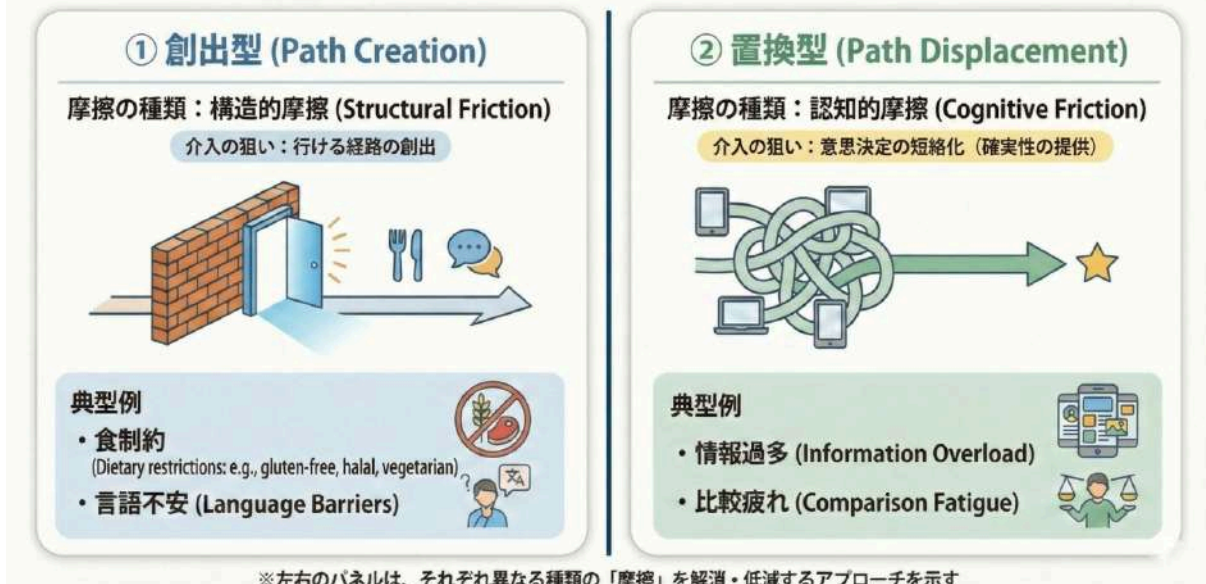 ① 創出型 (Path Creation)
摩擦の種類：構造的摩擦 (Structural Friction)
介入の狙い：行ける経路の創出
典型例
・食制約
(Dietary restrictions: e.g., gluten-free, halal, vegetarian)
・言語不安 (Language Barriers)
② 置換型 (Path Displacement)
摩擦の種類：認知的摩擦 (Cognitive Friction)
介入の狙い：意思決定の短絡化（確実性の提供）
典型例
・情報過多 (Information Overload)
・比較疲れ (Comparison Fatigue)
※左右のパネルは、それぞれ異なる種類の「摩擦」を解消・低減するアプローチを示す